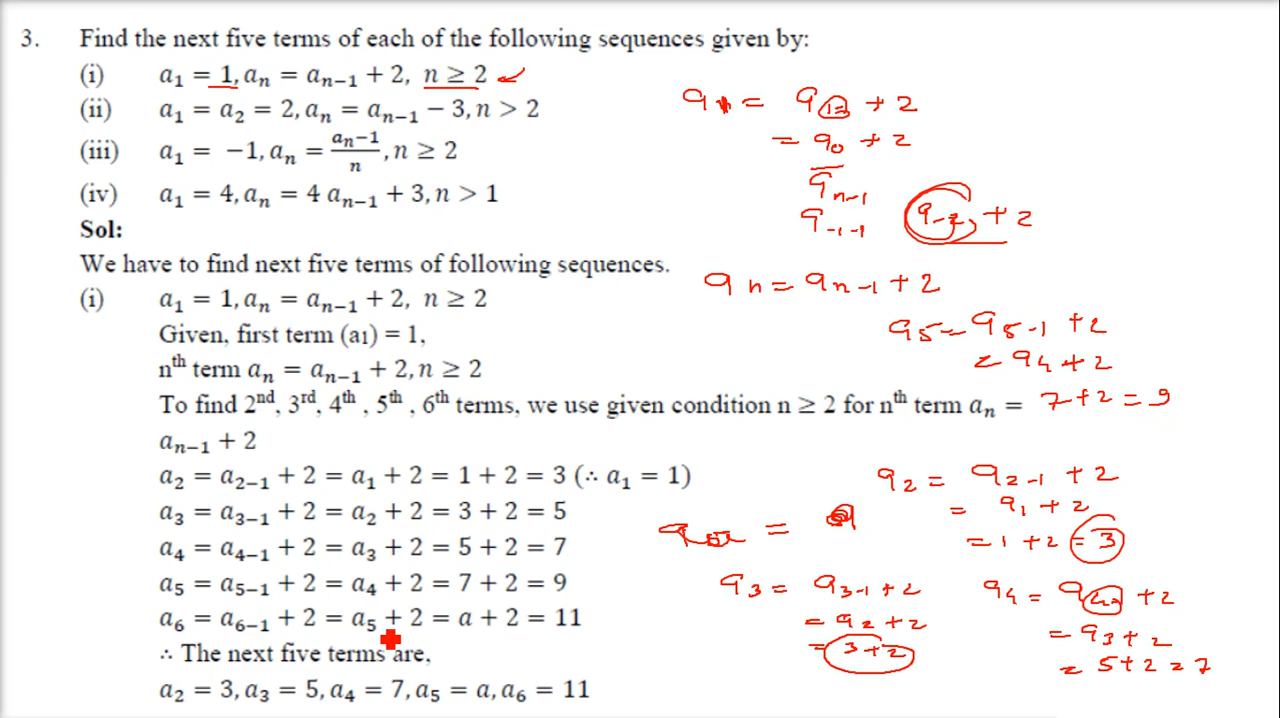 3. Find the next five terms of each of the following sequences given by:
(i) a₁ = 1, aₙ = aₙ₋₁ + 2, n ≥ 2
(ii) a₁ = a₂ = 2, aₙ = aₙ₋₁ − 3, n > 2
(iii) a₁ = −1, aₙ = aₙ₋₁/n, n ≥ 2
(iv) a₁ = 4, aₙ = 4 aₙ₋₁ + 3, n > 1
Sol:
We have to find next five terms of following sequences.
(i) a₁ = 1, aₙ = aₙ₋₁ + 2, n ≥ 2
Given, first term (a1) = 1,
nᵗʰ term aₙ = aₙ₋₁ + 2, n ≥ 2
To find 2ⁿᵈ, 3ʳᵈ, 4ᵗʰ , 5ᵗʰ , 6ᵗʰ terms, we use given condition n ≥ 2 for nᵗʰ term aₙ =
aₙ₋₁ + 2
a₂ = a₂₋₁ + 2 = a₁ + 2 = 1 + 2 = 3 (∴ a₁ = 1)
a₃ = a₃₋₁ + 2 = a₂ + 2 = 3 + 2 = 5
a₄ = a₄₋₁ + 2 = a₃ + 2 = 5 + 2 = 7
a₅ = a₅₋₁ + 2 = a₄ + 2 = 7 + 2 = 9
a₆ = a₆₋₁ + 2 = a₅ + 2 = a + 2 = 11
∴ The next five terms are,
a₂ = 3, a₃ = 5, a₄ = 7, a₅ = a, a₆ = 11
= a₀ + 2
aₙ₋₁
a₋₁₋₁
a₋₂ + 2
aₙ = aₙ₋₁ + 2
a₅ = a₅₋₁ + 2
= a₄ + 2
7 + 2 = 9
a₂ = a₂₋₁ + 2
= a₁ + 2
= 1 + 2 = 3
a₃ = a₃₋₁ + 2
= a₂ + 2
= 3 + 2
a₄ = a₄₋₁ + 2
= a₃ + 2
= 5 + 2 = 7